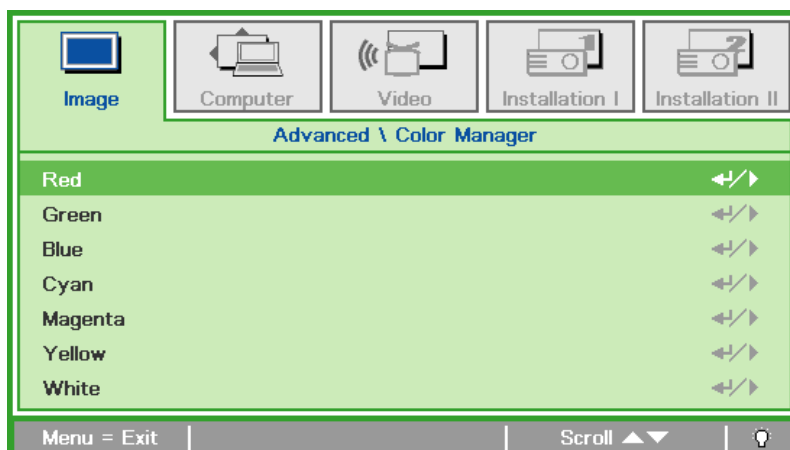 Image Computer Video Installation I Installation II
Advanced \ Color Manager
Red
Green
Blue
Cyan
Magenta
Yellow
White
Menu = Exit Scroll ▲▼